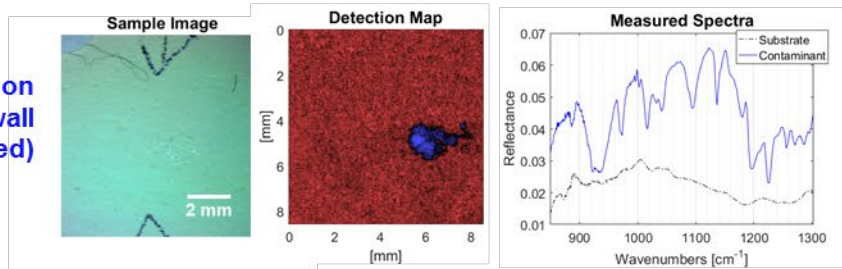 on
wall
ed)
Sample Image
2 mm
Detection Map
0
2
4
6
8
[mm]
0 2 4 6 8
[mm]
Measured Spectra
Substrate
Contaminant
0.07
0.06
0.05
0.04
0.03
0.02
0.01
Reflectance
900 1000 1100 1200 1300
Wavenumbers [cm⁻¹]